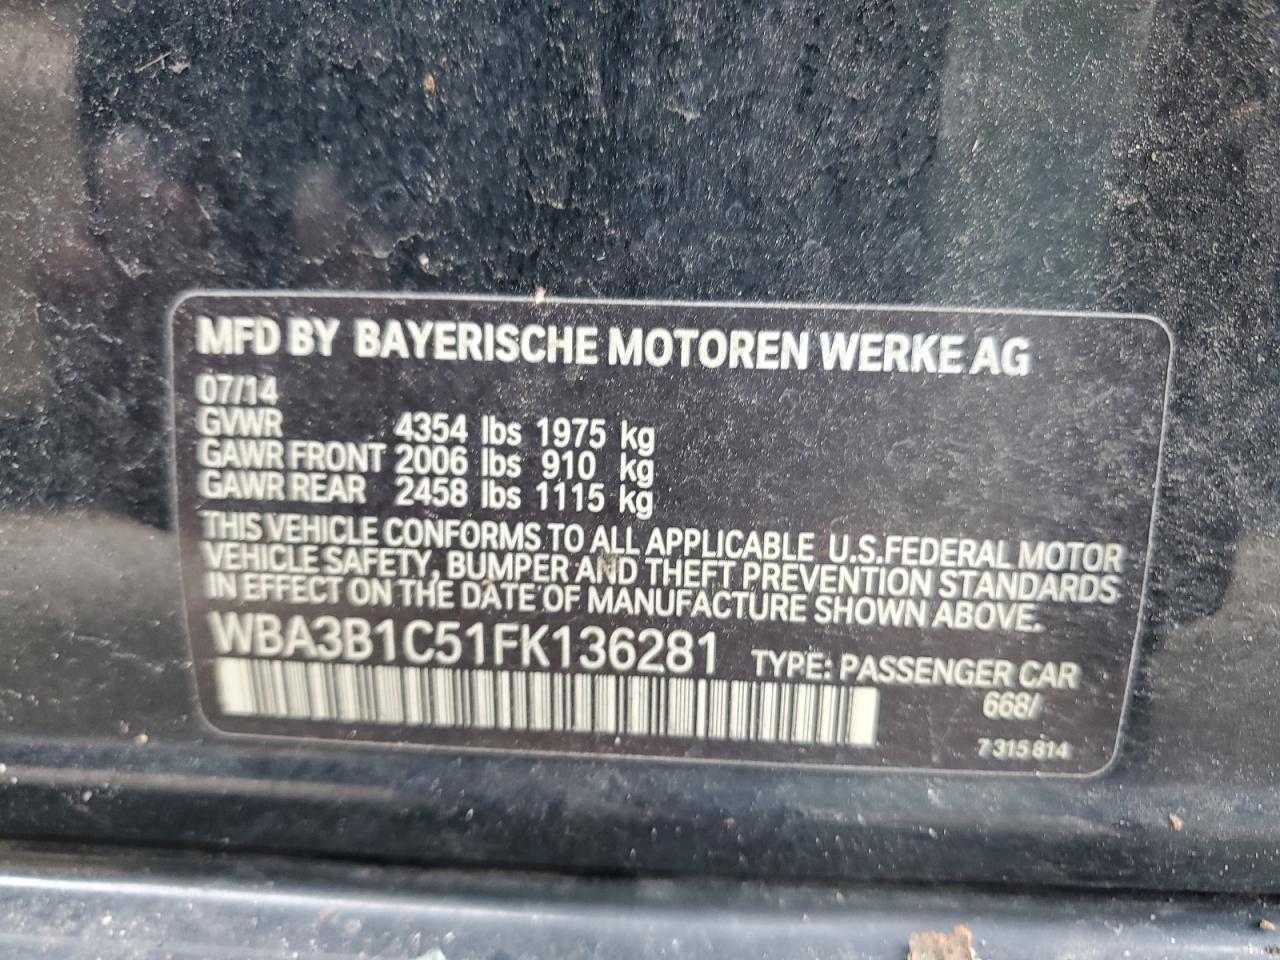 MFD BY BAYERISCHE MOTOREN WERKE AG
07/14
GVWR 4354 lbs 1975 kg
GAWR FRONT 2006 lbs 910 kg
GAWR REAR 2458 lbs 1115 kg
THIS VEHICLE CONFORMS TO ALL APPLICABLE U.S.FEDERAL MOTOR
VEHICLE SAFETY, BUMPER AND THEFT PREVENTION STANDARDS
IN EFFECT ON THE DATE OF MANUFACTURE SHOWN ABOVE.
WBA3B1C51FK136281 TYPE: PASSENGER CAR
668/
7 315 814